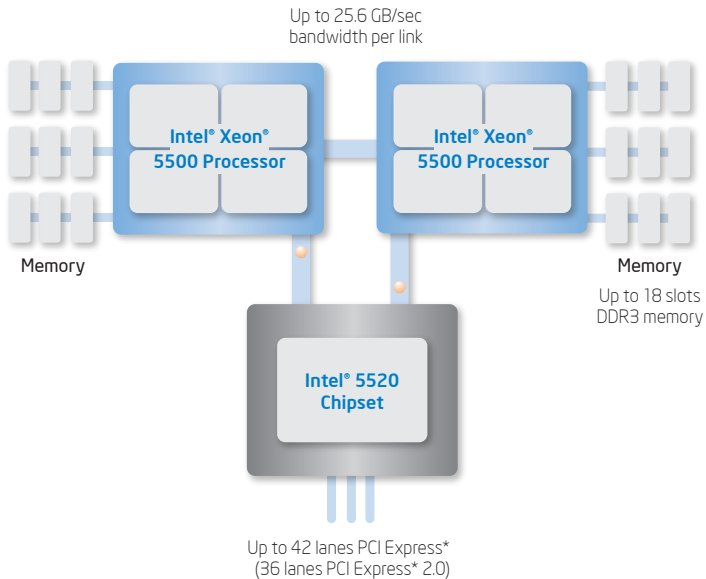 Up to 25.6 GB/sec
bandwidth per link
Intel® Xeon®
5500 Processor
Intel® Xeon®
5500 Processor
Memory
Memory
Up to 18 slots
DDR3 memory
Intel® 5520
Chipset
Up to 42 lanes PCI Express*
(36 lanes PCI Express* 2.0)